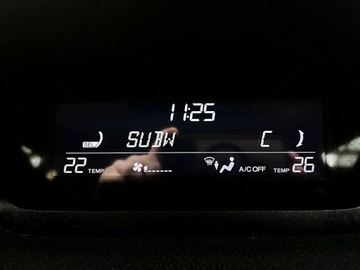 11:25
SEL SUBW [ ]
22 TEMP A/C OFF TEMP 26